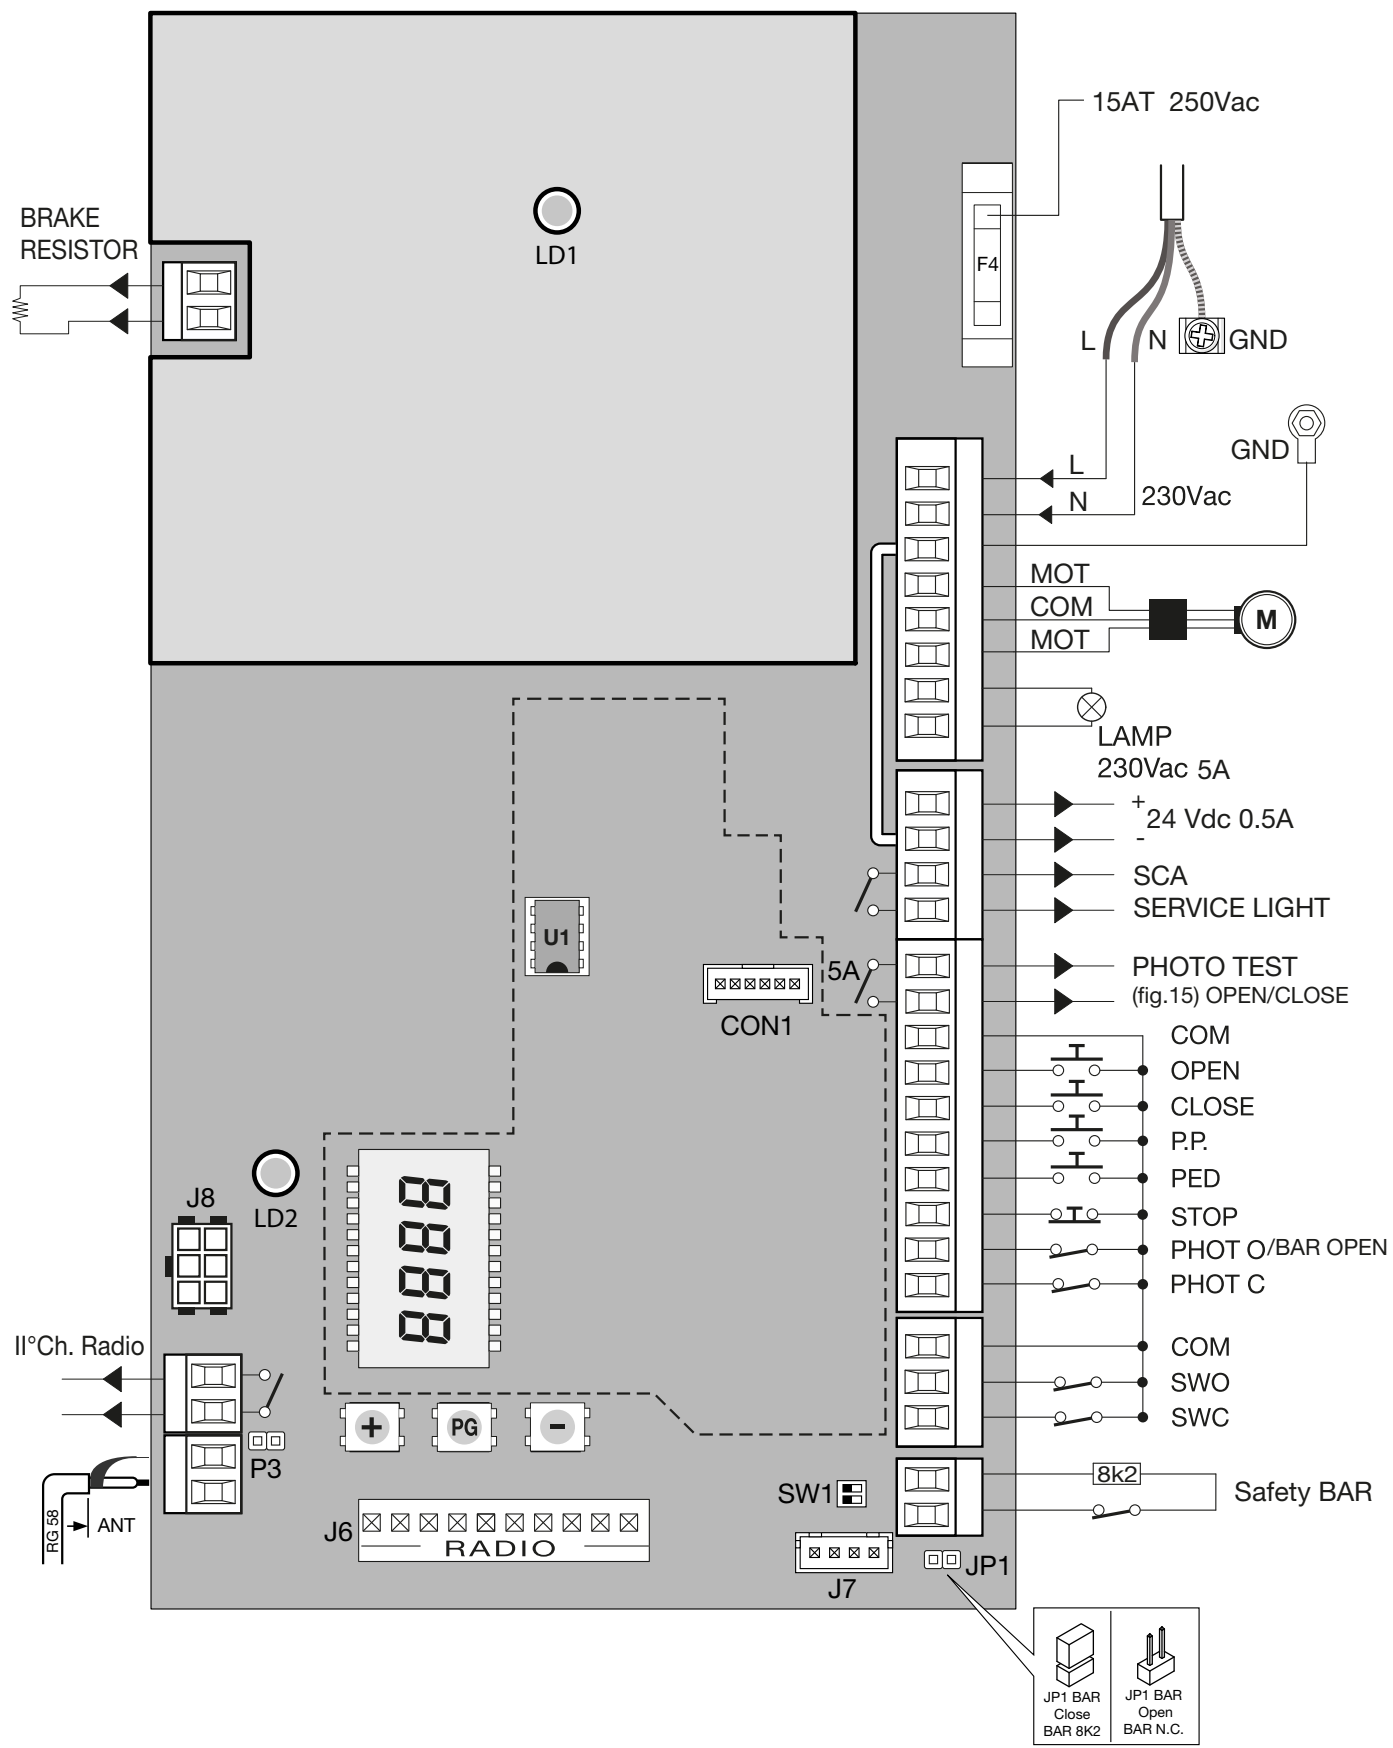 15AT 250Vac
BRAKE
RESISTOR
LD1
F4
L
N
GND
GND
L
N
230Vac
MOT
COM
MOT
M
LAMP
230Vac 5A
+
24 Vdc 0.5A
-
SCA
SERVICE LIGHT
U1
5A
PHOTO TEST
(fig.15) OPEN/CLOSE
CON1
COM
OPEN
CLOSE
P.P.
PED
J8
LD2
8888
STOP
PHOT O/BAR OPEN
PHOT C
II°Ch. Radio
COM
SWO
SWC
+
PG
-
P3
8k2
SW1
Safety BAR
RG 58
ANT
J6
RADIO
J7
JP1
JP1 BAR
Close
BAR 8K2
JP1 BAR
Open
BAR N.C.